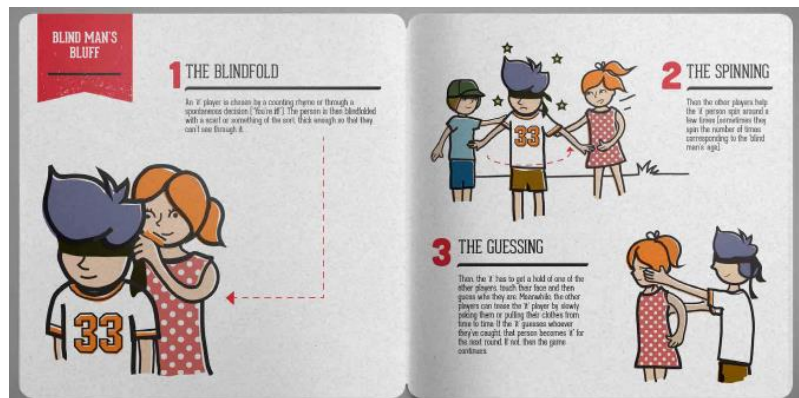 BLIND MAN'S
BLUFF
1 THE BLINDFOLD
An 'it' player is chosen by a counting rhyme or through a
spontaneous decision ("You're it!"). The person is then blindfolded
with a scarf or something of the sort, thick enough so that they
can't see through it.
33
2 THE SPINNING
Then the other players help
the 'it' person spin around a
few times (sometimes they
spin the number of times
corresponding to the 'blind
man's' age).
33
3 THE GUESSING
Then, the 'it' has to get a hold of one of the
other players, touch their face and then
guess who they are. Meanwhile, the other
players can tease the 'it' player by slowly
poking them or pulling their clothes from
time to time. If the 'it' guesses whoever
they've caught, that person becomes 'it' for
the next round. If not, then the game
continues.